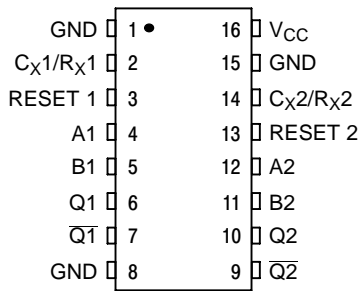 GND 1 16 VCC
CX1/RX1 2 15 GND
RESET 1 3 14 CX2/RX2
A1 4 13 RESET 2
B1 5 12 A2
Q1 6 11 B2
Q1 7 10 Q2
GND 8 9 Q2